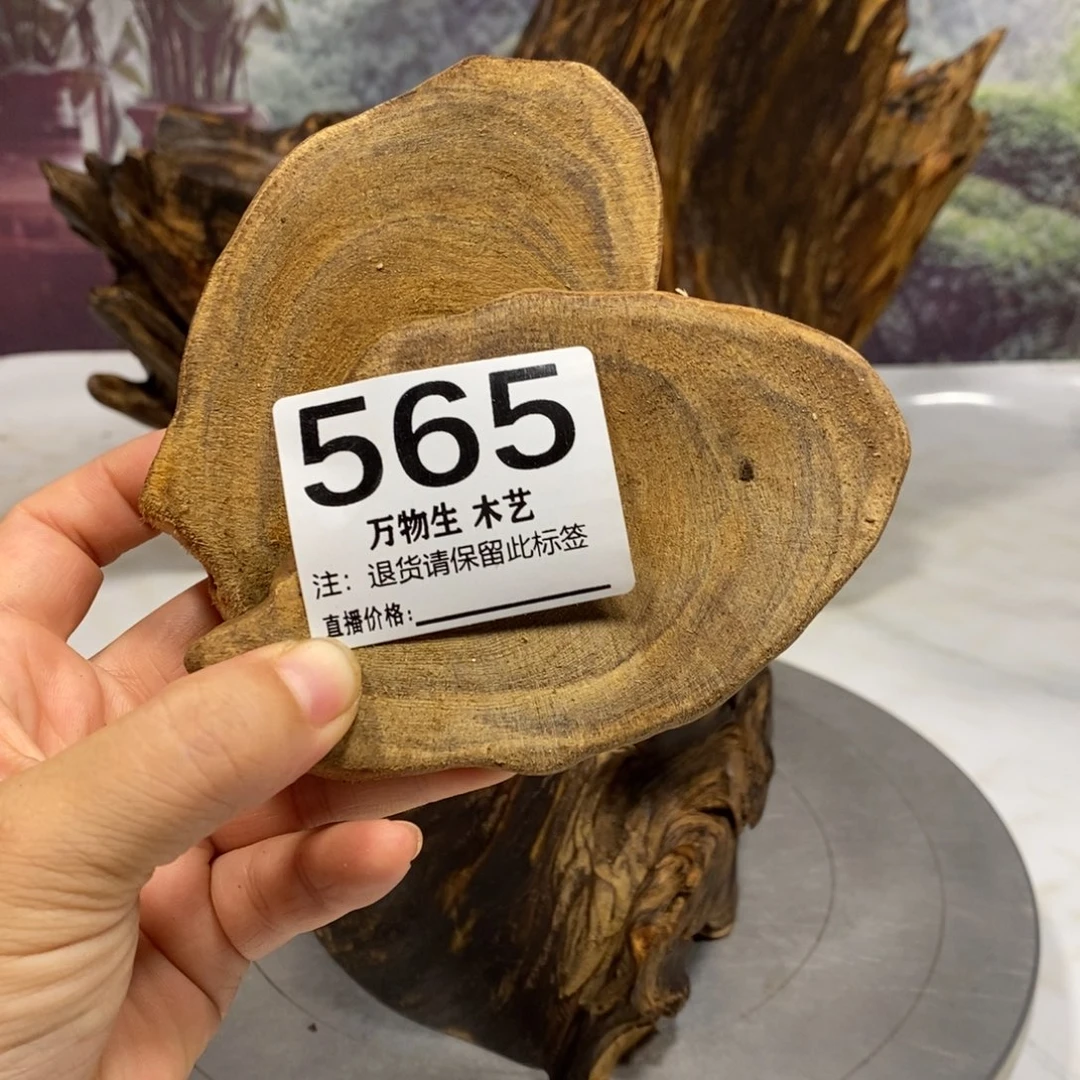 565
万物生 木艺
注：退货请保留此标签
直播价格: